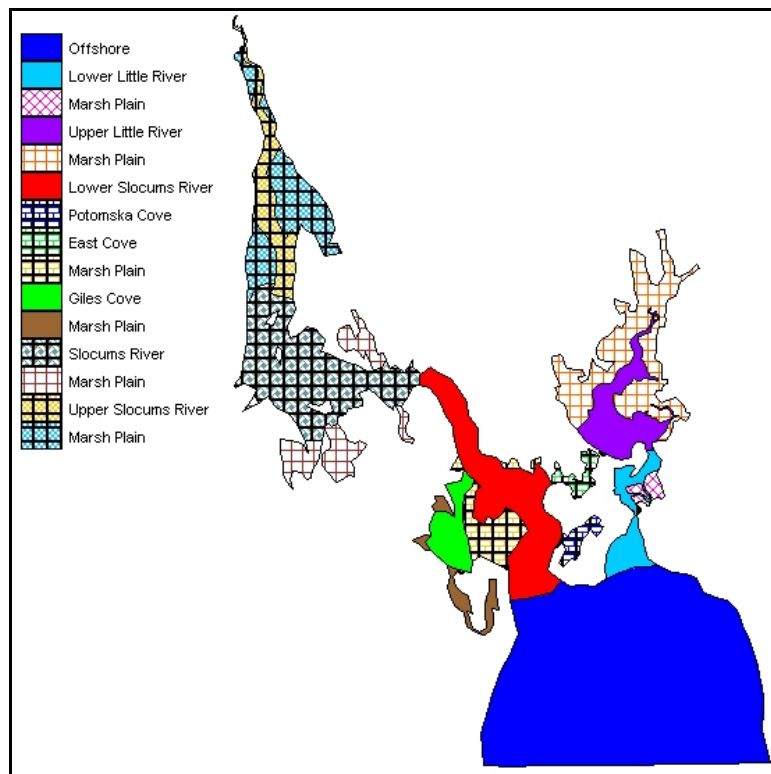 Offshore
Lower Little River
Marsh Plain
Upper Little River
Marsh Plain
Lower Slocums River
Potomska Cove
East Cove
Marsh Plain
Giles Cove
Marsh Plain
Slocums River
Marsh Plain
Upper Slocums River
Marsh Plain